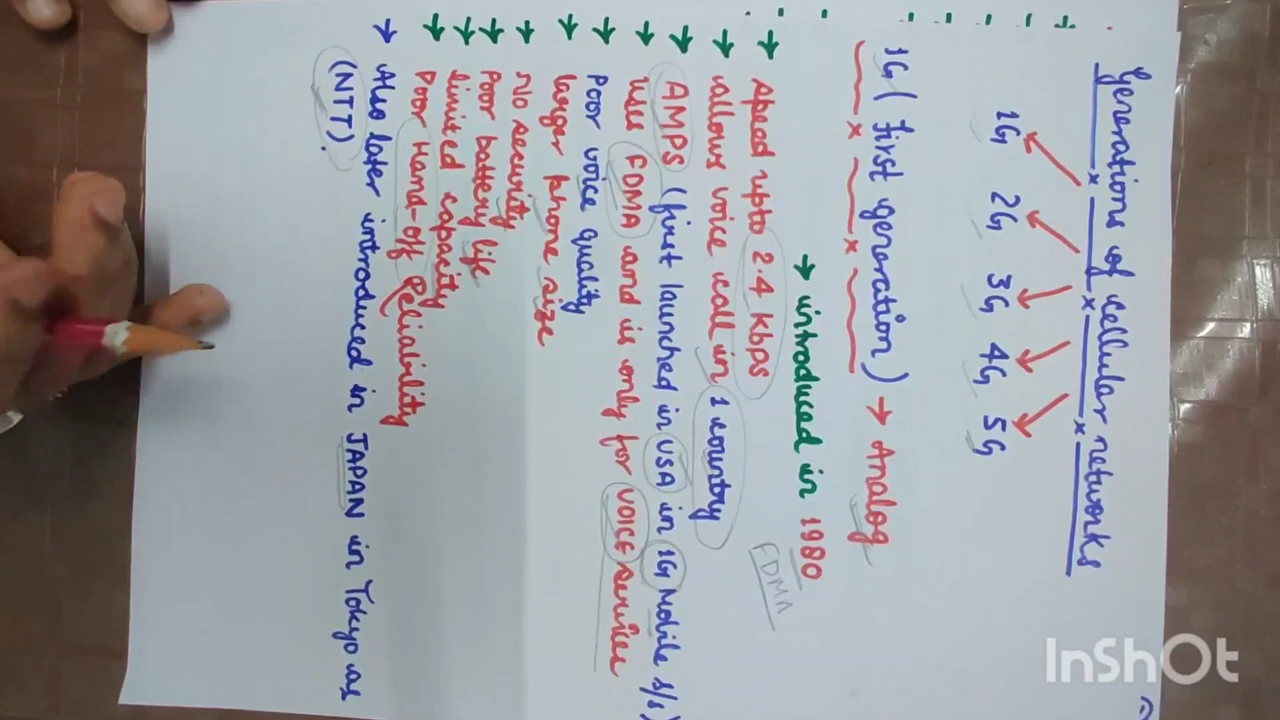 Generations of cellular networks
1G 2G 3G 4G 5G
1G (first generation) → Analog
→ introduced in 1980
FDMA
→ speed upto 2.4 Kbps
→ allows voice call in 1 country
→ AMPS (first launched in USA in 1G Mobile s/s)
→ uses FDMA and is only for VOICE services
→ Poor voice quality
→ larger phone size
→ No security
→ Poor battery life
→ limited capacity
→ Poor Hand-off Reliability
→ Also later introduced in JAPAN in Tokyo as
(NTT).
InShOt